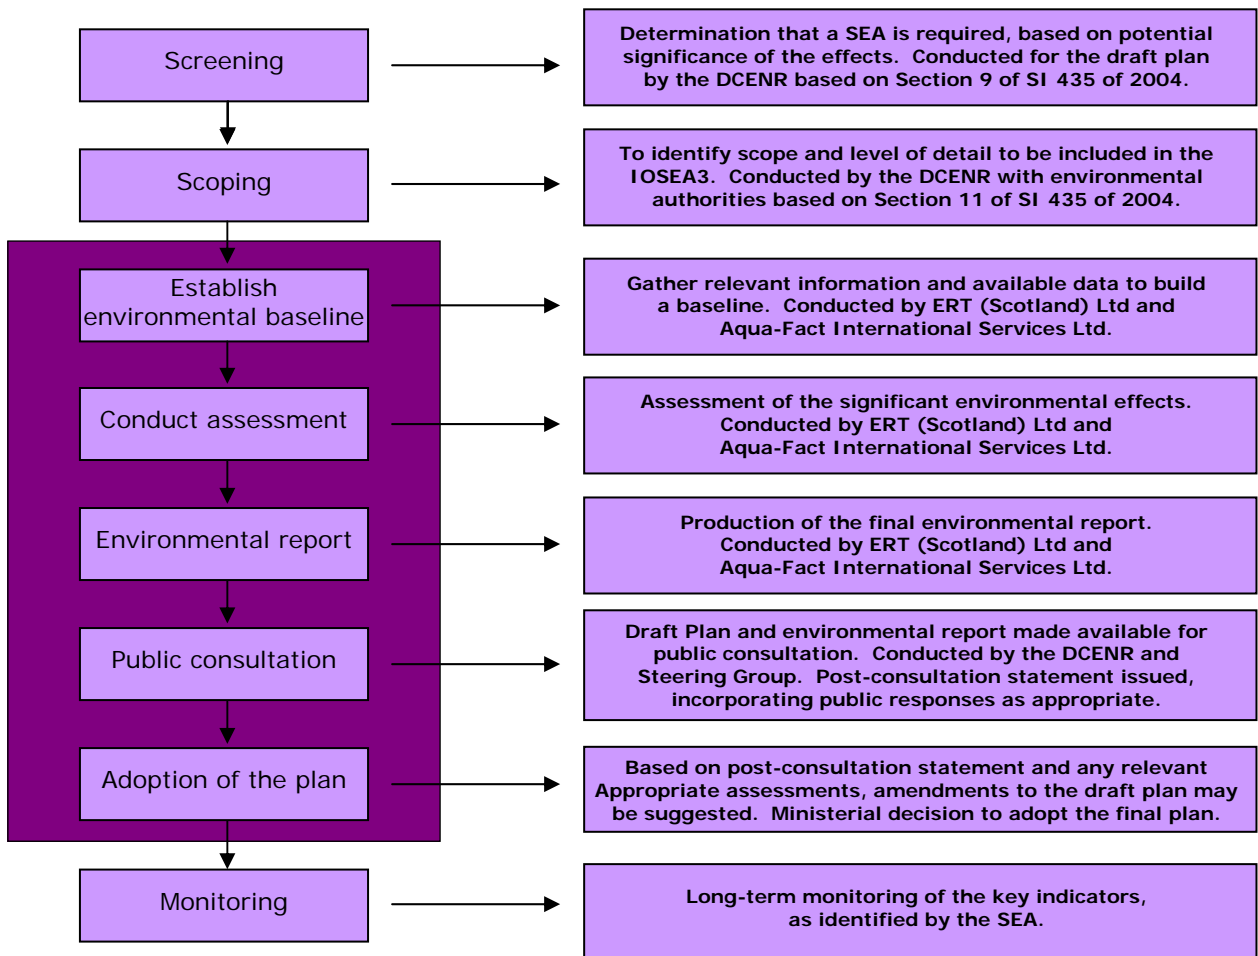 Screening
Determination that a SEA is required, based on potential
significance of the effects. Conducted for the draft plan
by the DCENR based on Section 9 of SI 435 of 2004.
Scoping
To identify scope and level of detail to be included in the
IOSEA3. Conducted by the DCENR with environmental
authorities based on Section 11 of SI 435 of 2004.
Establish
environmental baseline
Gather relevant information and available data to build
a baseline. Conducted by ERT (Scotland) Ltd and
Aqua-Fact International Services Ltd.
Conduct assessment
Assessment of the significant environmental effects.
Conducted by ERT (Scotland) Ltd and
Aqua-Fact International Services Ltd.
Environmental report
Production of the final environmental report.
Conducted by ERT (Scotland) Ltd and
Aqua-Fact International Services Ltd.
Public consultation
Draft Plan and environmental report made available for
public consultation. Conducted by the DCENR and
Steering Group. Post-consultation statement issued,
incorporating public responses as appropriate.
Adoption of the plan
Based on post-consultation statement and any relevant
Appropriate assessments, amendments to the draft plan may
be suggested. Ministerial decision to adopt the final plan.
Monitoring
Long-term monitoring of the key indicators,
as identified by the SEA.